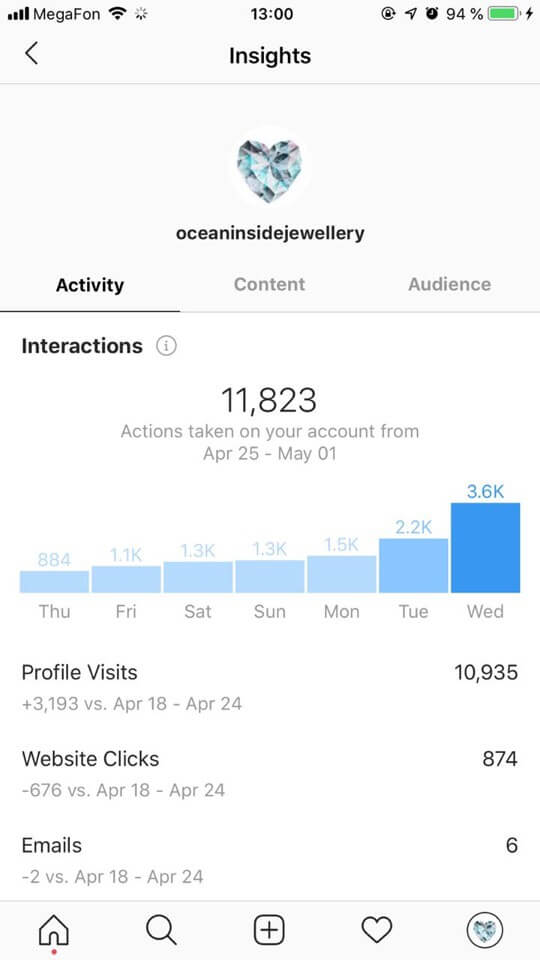 MegaFon 13:00 94 %
Insights
oceaninsidejewellery
Activity Content Audience
Interactions
11,823
Actions taken on your account from
Apr 25 - May 01
884 1.1K 1.3K 1.3K 1.5K 2.2K 3.6K
Thu Fri Sat Sun Mon Tue Wed
Profile Visits 10,935
+3,193 vs. Apr 18 - Apr 24
Website Clicks 874
-676 vs. Apr 18 - Apr 24
Emails 6
-2 vs. Apr 18 - Apr 24